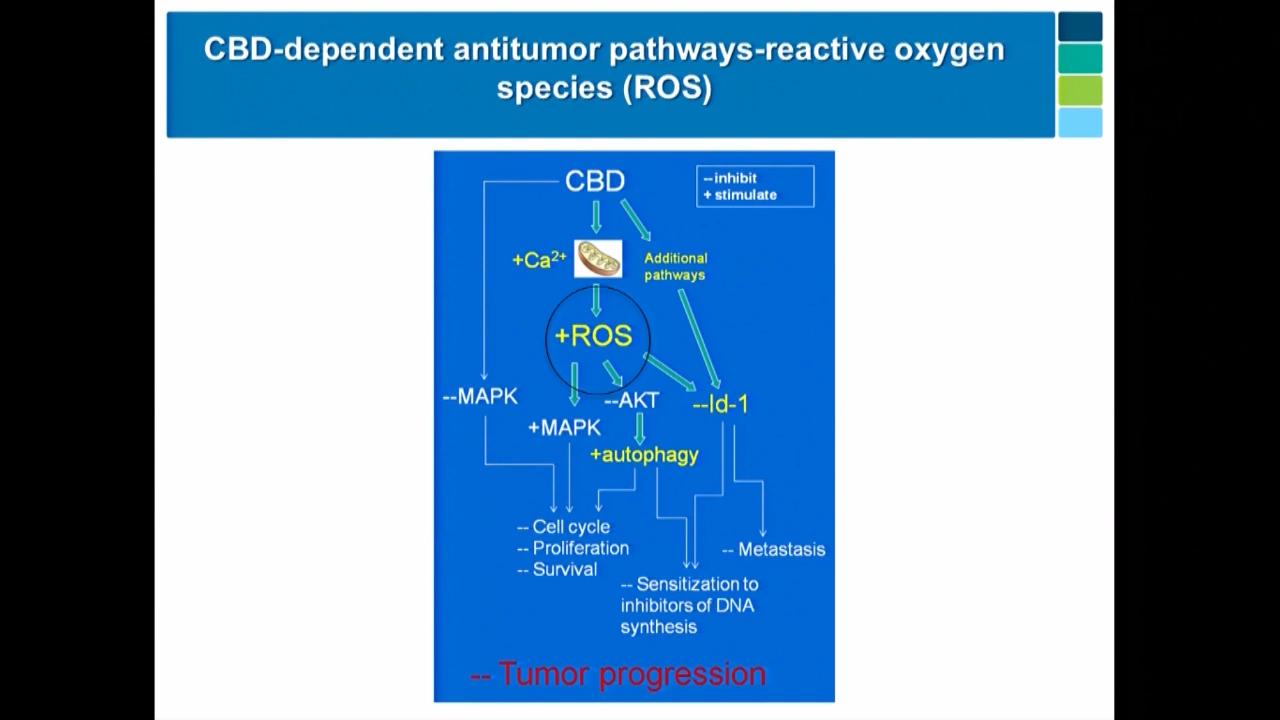 CBD-dependent antitumor pathways-reactive oxygen
species (ROS)
CBD
-- inhibit
+ stimulate
+Ca²⁺
Additional
pathways
+ROS
--MAPK
--AKT
--Id-1
+MAPK
+autophagy
-- Cell cycle
-- Proliferation
-- Survival
-- Metastasis
-- Sensitization to
inhibitors of DNA
synthesis
-- Tumor progression